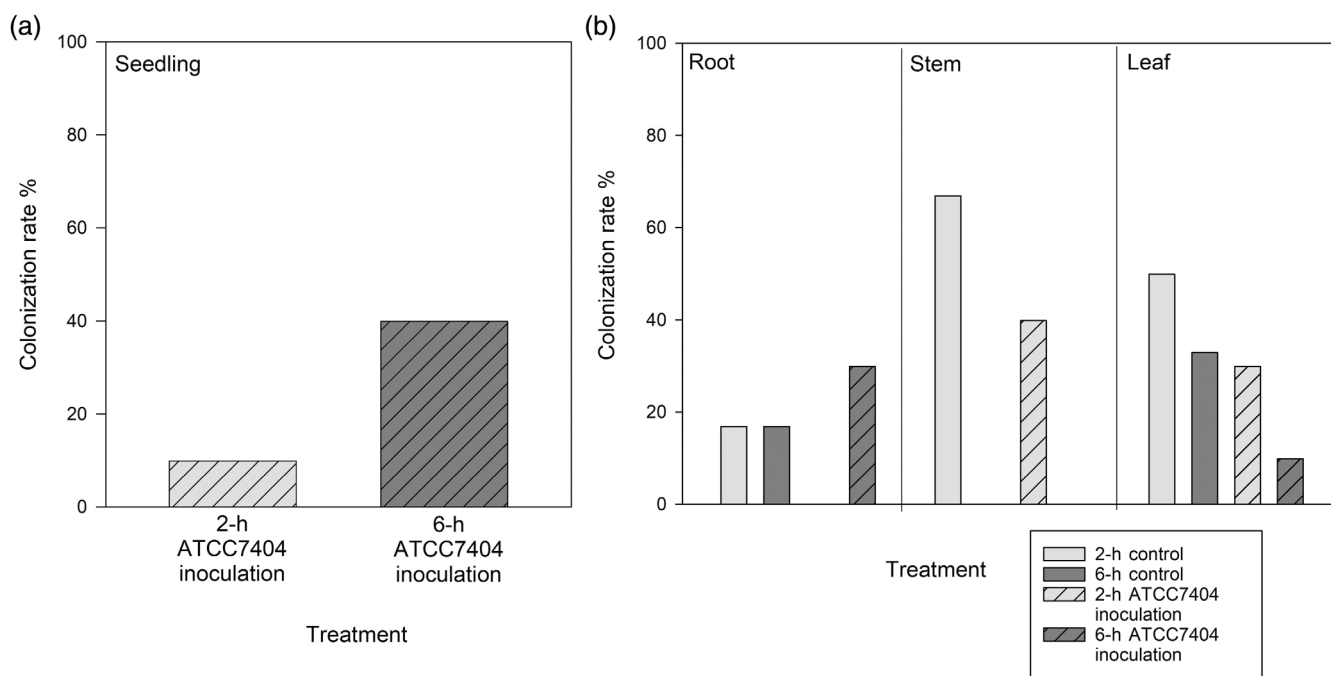 (a)
100
80
60
40
20
0
Colonization rate %
Seedling
2-h
ATCC7404
inoculation
6-h
ATCC7404
inoculation
Treatment
(b)
100
80
60
40
20
0
Colonization rate %
Root
Stem
Leaf
Treatment
2-h control
6-h control
2-h ATCC7404
inoculation
6-h ATCC7404
inoculation